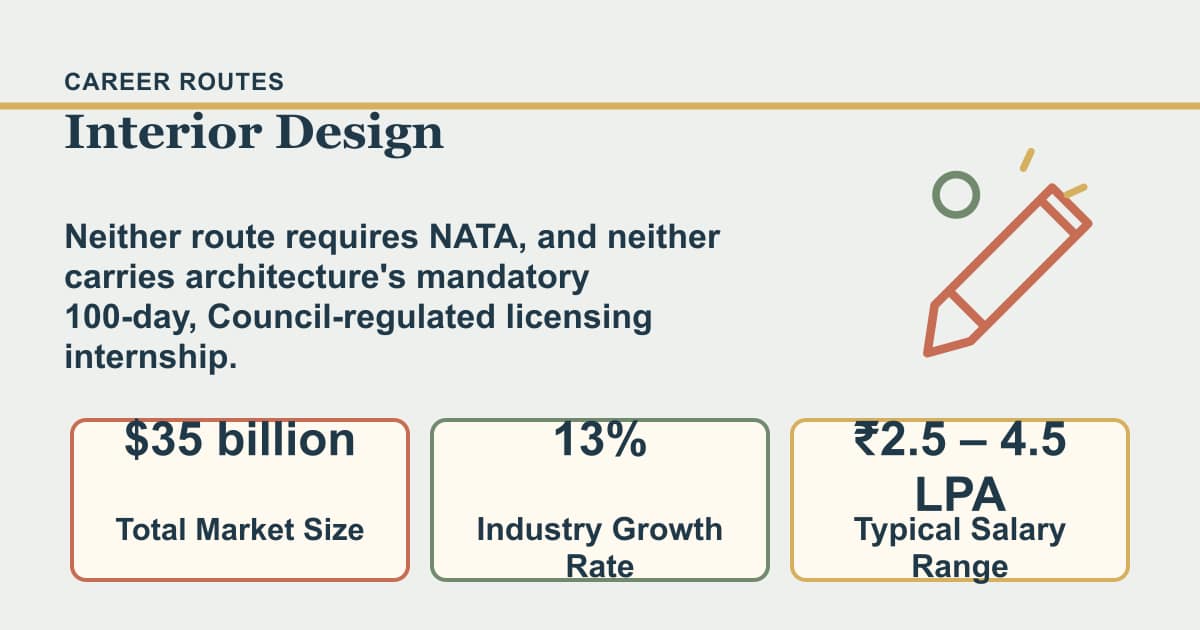 CAREER ROUTES
Interior Design
Neither route requires NATA, and neither
carries architecture's mandatory
100-day, Council-regulated licensing
internship.
$35 billion
Total Market Size
13%
Industry Growth
Rate
₹2.5 – 4.5
LPA
Typical Salary
Range